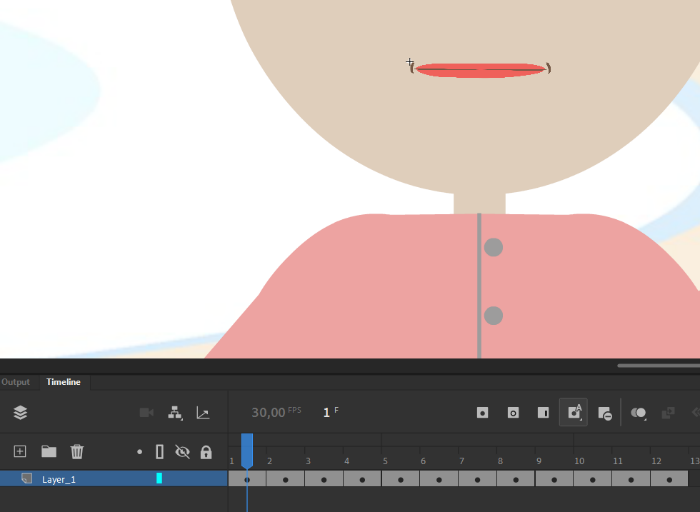 Output Timeline
30,00 FPS 1 F A
1 2 3 4 5 6 7 8 9 10 11 12 13
Layer_1